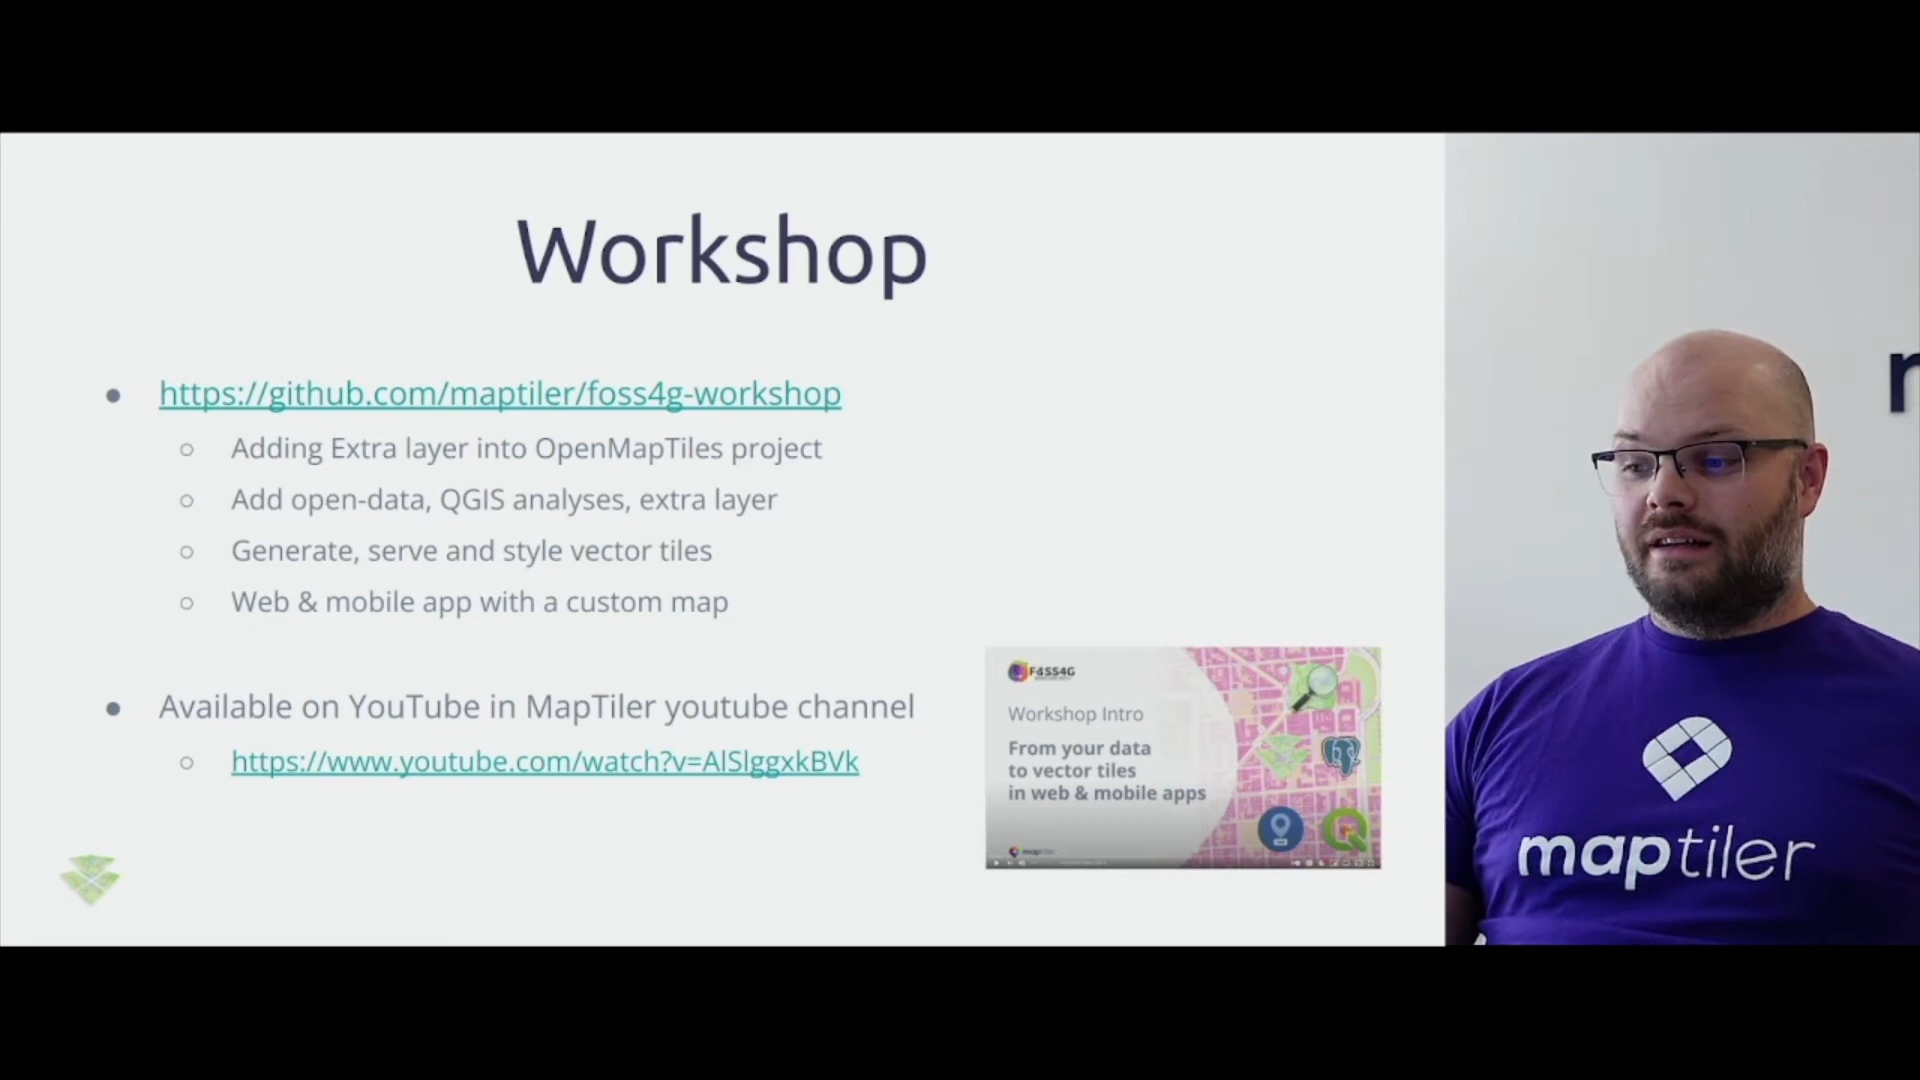 Workshop
https://github.com/maptiler/foss4g-workshop
Adding Extra layer into OpenMapTiles project
Add open-data, QGIS analyses, extra layer
Generate, serve and style vector tiles
Web & mobile app with a custom map
Available on YouTube in MapTiler youtube channel
https://www.youtube.com/watch?v=AlSlggxkBVk
FOSS4G
Workshop Intro
From your data
to vector tiles
in web & mobile apps
maptiler
maptiler